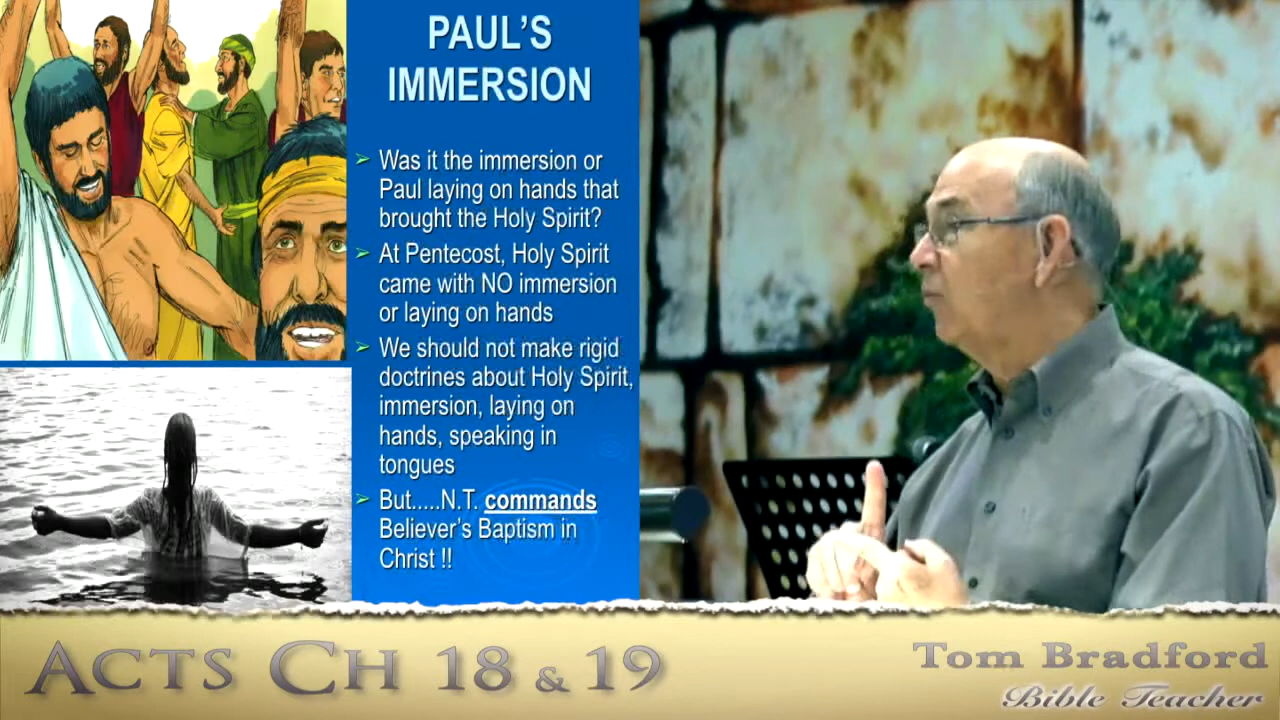 PAUL'S
IMMERSION
➢ Was it the immersion or
Paul laying on hands that
brought the Holy Spirit?
➢ At Pentecost, Holy Spirit
came with NO immersion
or laying on hands
➢ We should not make rigid
doctrines about Holy Spirit,
immersion, laying on
hands, speaking in
tongues
➢ But.....N.T. commands
Believer's Baptism in
Christ !!
ACTS CH 18 & 19
Tom Bradford
Bible Teacher